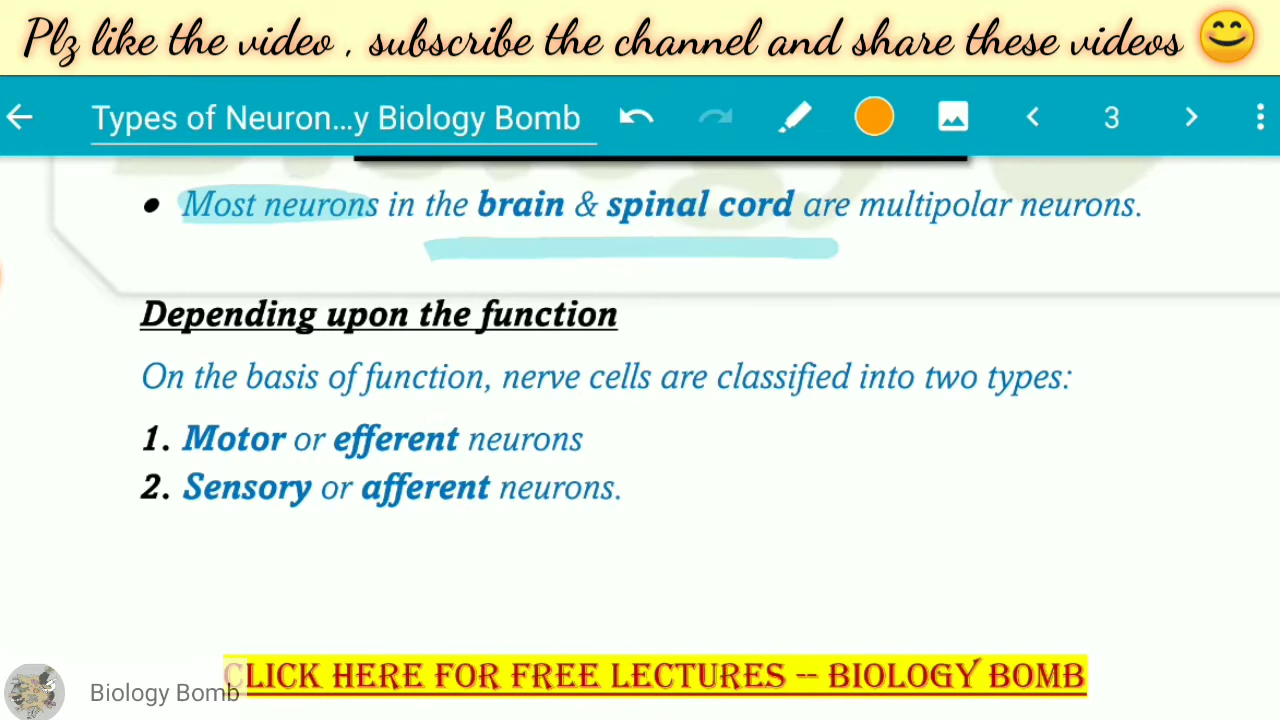 Plz like the video , subscribe the channel and share these videos 😊
Types of Neuron...y Biology Bomb
3
• Most neurons in the brain & spinal cord are multipolar neurons.
Depending upon the function
On the basis of function, nerve cells are classified into two types:
1. Motor or efferent neurons
2. Sensory or afferent neurons.
CLICK HERE FOR FREE LECTURES -- BIOLOGY BOMB
Biology Bomb